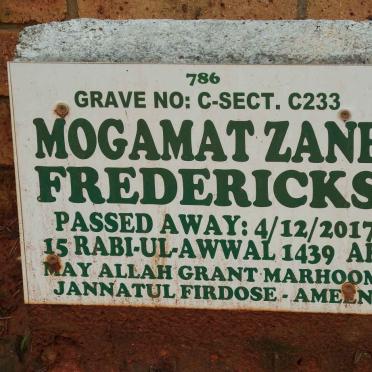 786
GRAVE NO: C-SECT. C233
MOGAMAT ZANE
FREDERICKS
PASSED AWAY: 4/12/2017
15 RABI-UL-AWWAL 1439 AH
MAY ALLAH GRANT MARHOOM
JANNATUL FIRDOSE - AMEEN